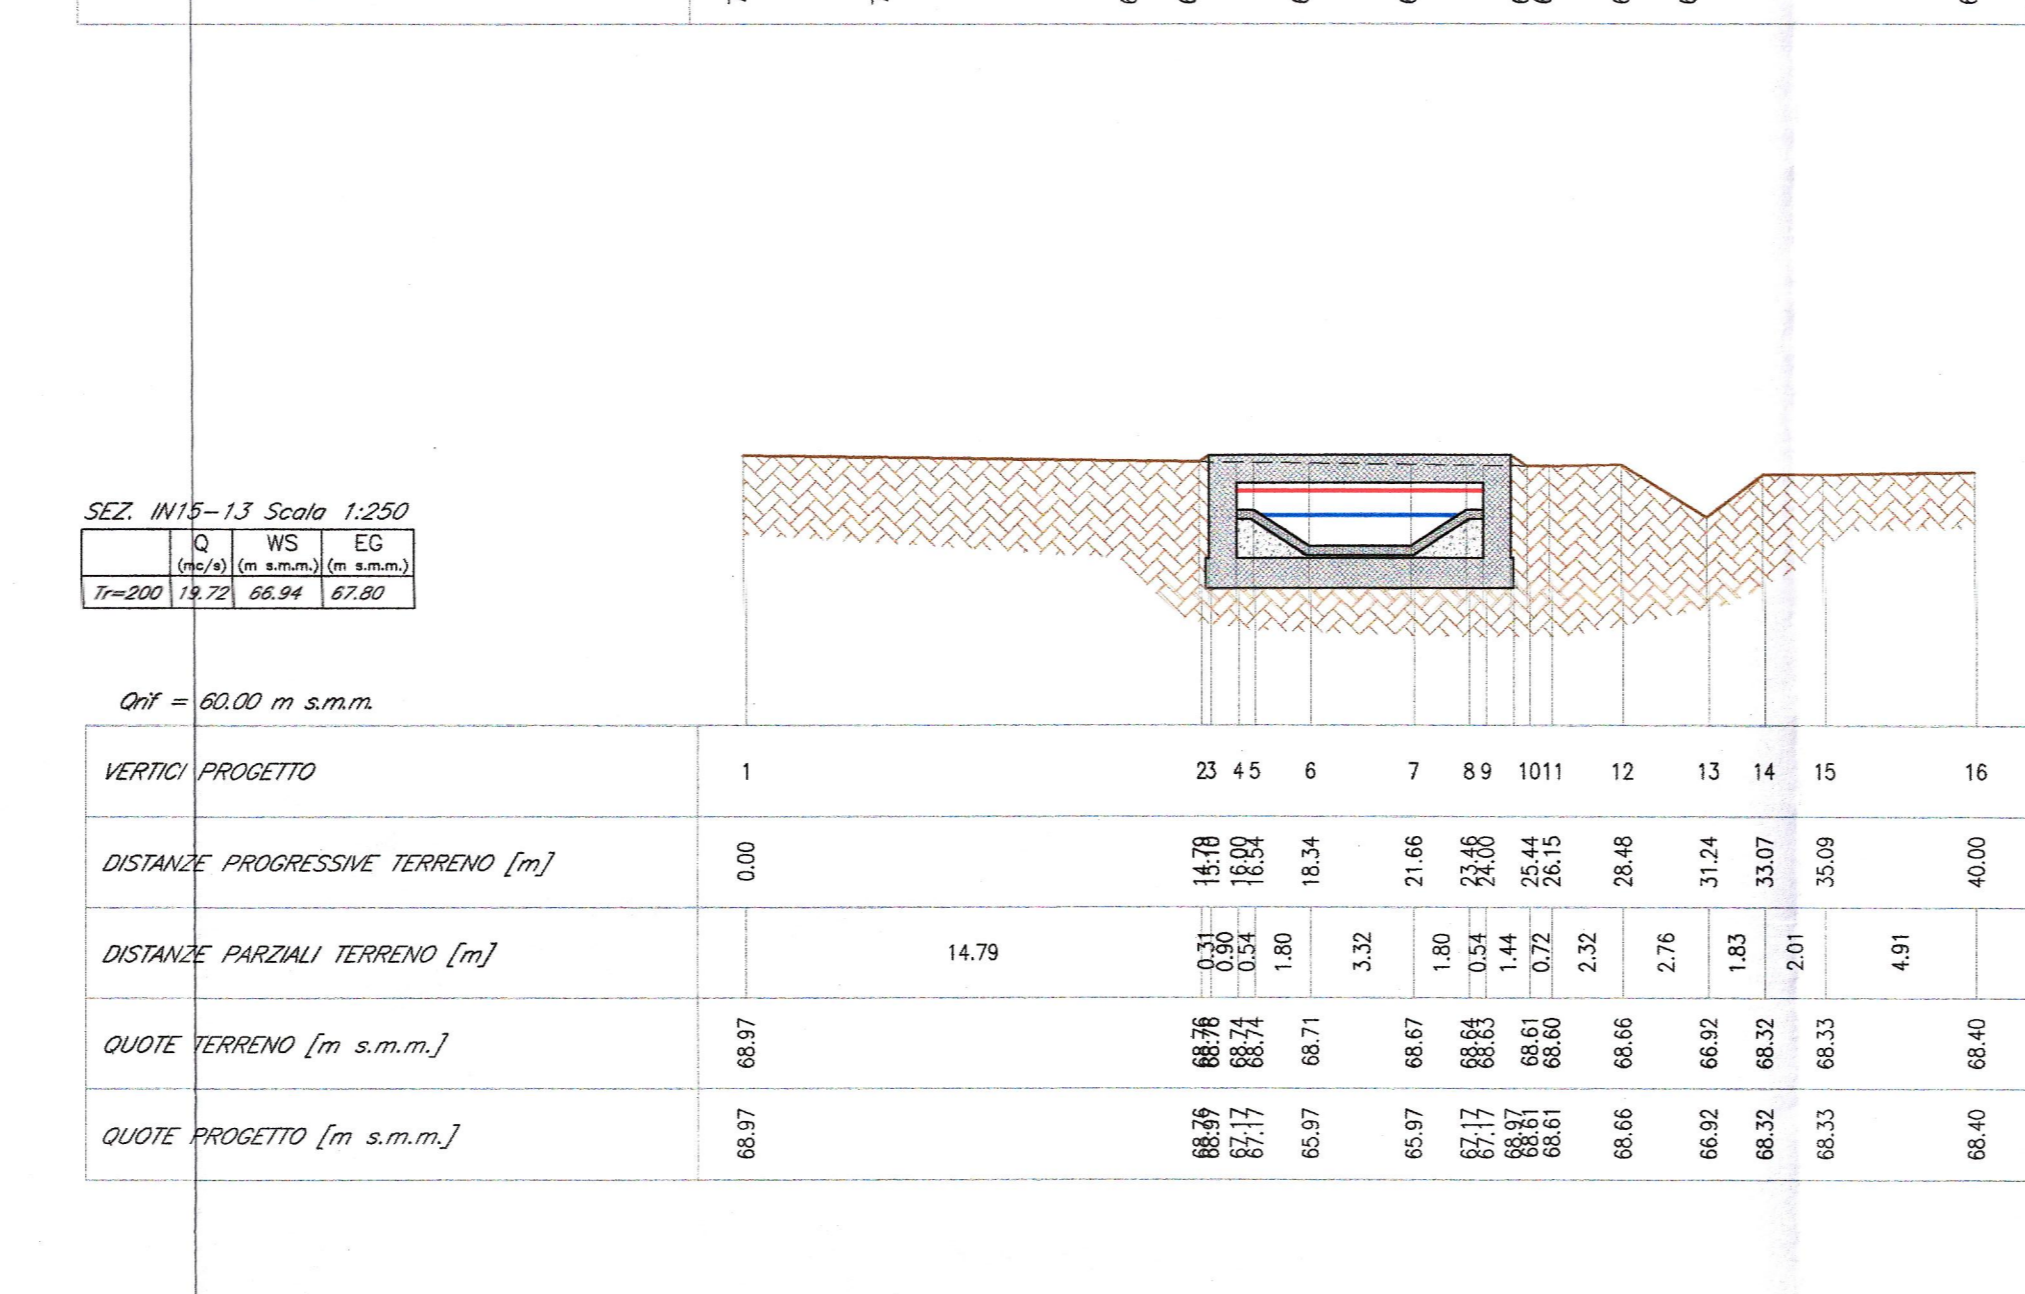 SEZ. IN15-13 Scala 1:250
Q WS EG
(mc/s) (m s.m.m.) (m s.m.m.)
Tr=200 19.72 66.94 67.80
Qrif = 60.00 m s.m.m.
VERTICI PROGETTO 1 2 3 4 5 6 7 8 9 10 11 12 13 14 15 16
DISTANZE PROGRESSIVE TERRENO [m] 0.00 14.79 15.10 16.00 16.54 18.34 21.66 23.46 24.00 25.44 26.15 28.48 31.24 33.07 35.09 40.00
DISTANZE PARZIALI TERRENO [m] 14.79 0.31 0.90 0.54 1.80 3.32 1.80 0.54 1.44 0.72 2.32 2.76 1.83 2.01 4.91
QUOTE TERRENO [m s.m.m.] 68.97 68.76 68.76 68.74 68.74 68.71 68.67 68.64 68.63 68.61 68.60 68.66 66.92 68.32 68.33 68.40
QUOTE PROGETTO [m s.m.m.] 68.97 68.76 68.97 67.17 67.17 65.97 65.97 67.17 67.17 68.97 68.61 68.61 68.66 66.92 68.32 68.33 68.40